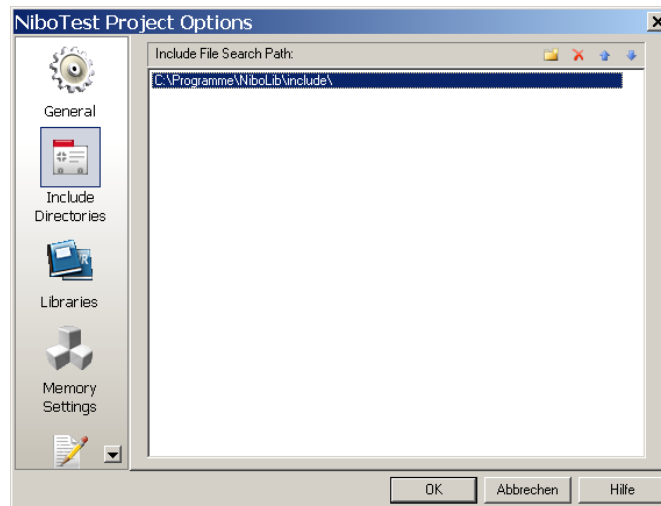 NiboTest Project Options
General
Include
Directories
Libraries
Memory
Settings
Include File Search Path:
C:\Programme\NiboLib\include\
OK
Abbrechen
Hilfe